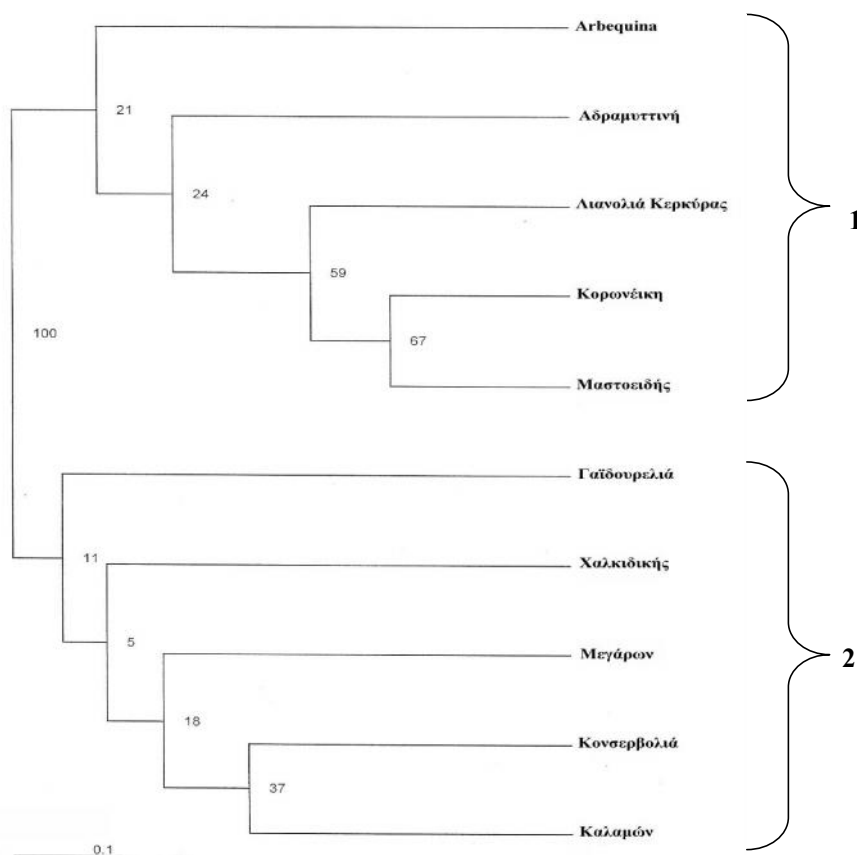 Arbequina
21
Αδραμυττινή
24
Λιανολιά Κερκύρας
1
59
Κορωνέικη
100
67
Μαστοειδής
Γαϊδουρελιά
11
Χαλκιδικής
5
Μεγάρων
2
18
Κονσερβολιά
37
Καλαμών
0.1